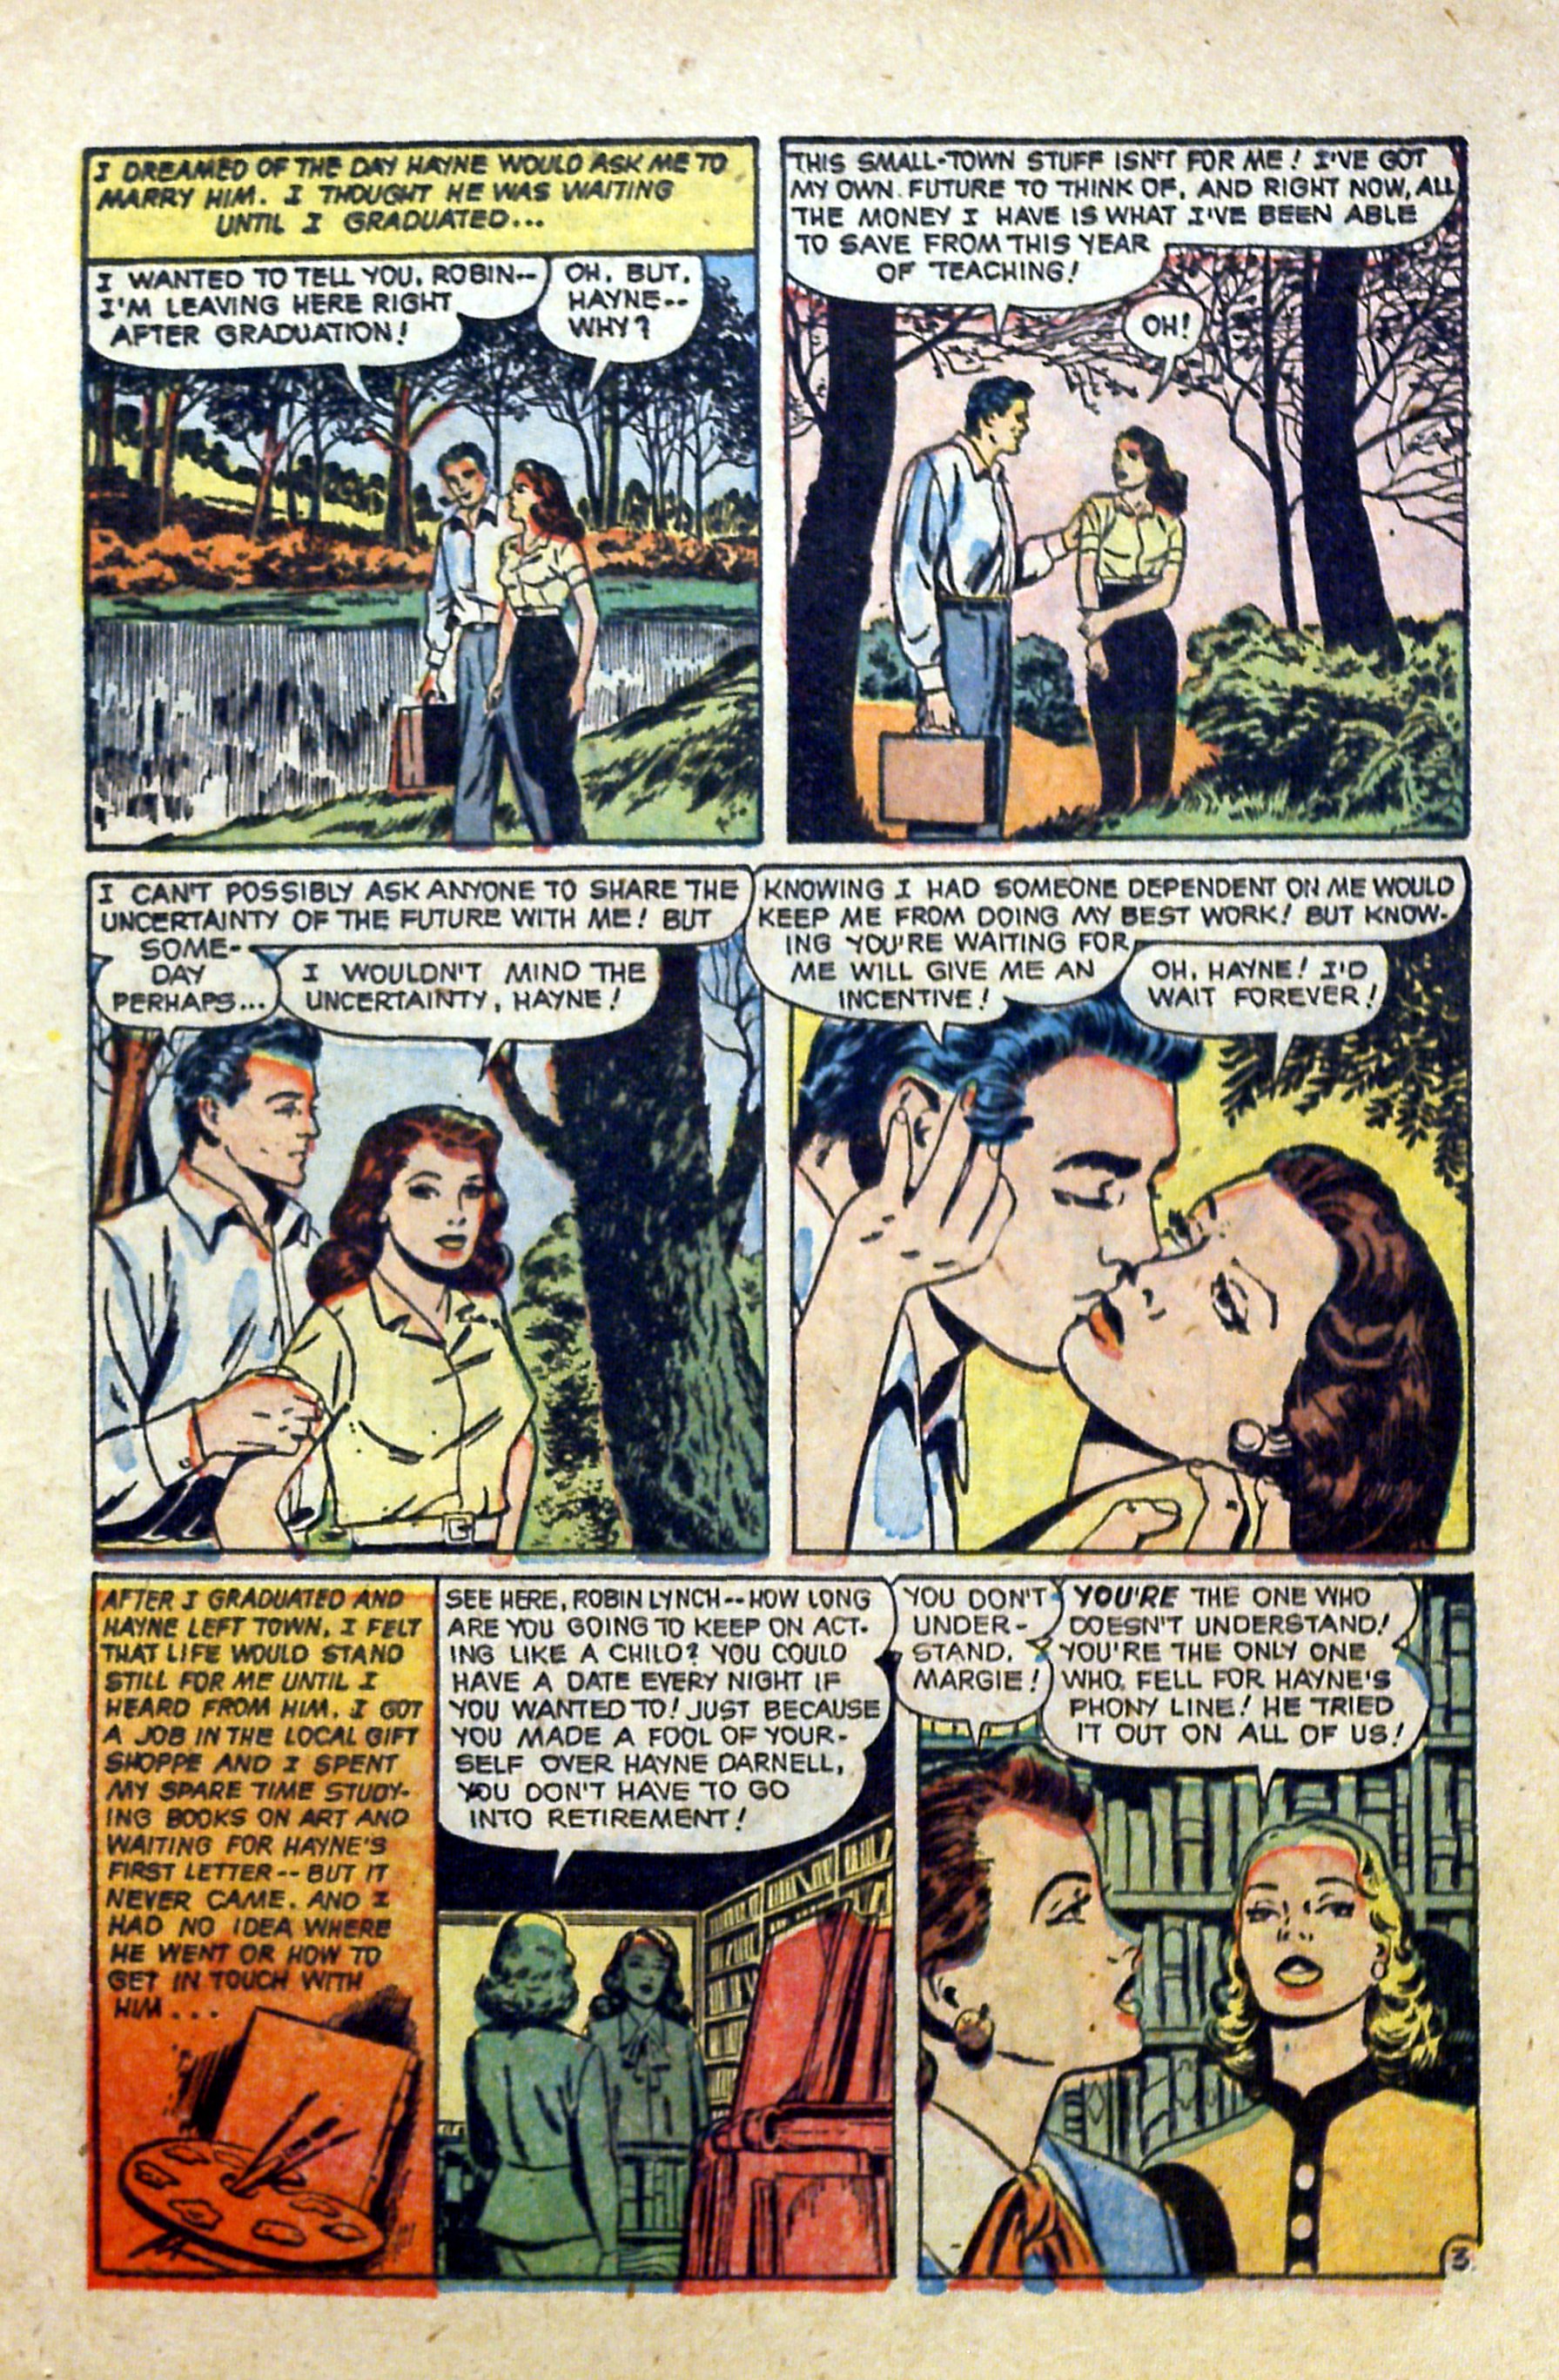 I DREAMED OF THE DAY HAYNE WOULD ASK ME TO
MARRY HIM. I THOUGHT HE WAS WAITING
UNTIL I GRADUATED...
I WANTED TO TELL YOU, ROBIN--
I'M LEAVING HERE RIGHT
AFTER GRADUATION!
OH, BUT,
HAYNE--
WHY?
THIS SMALL-TOWN STUFF ISN'T FOR ME! I'VE GOT
MY OWN FUTURE TO THINK OF, AND RIGHT NOW, ALL
THE MONEY I HAVE IS WHAT I'VE BEEN ABLE
TO SAVE FROM THIS YEAR
OF TEACHING!
OH!
I CAN'T POSSIBLY ASK ANYONE TO SHARE THE
UNCERTAINTY OF THE FUTURE WITH ME! BUT
SOME-
DAY
PERHAPS...
I WOULDN'T MIND THE
UNCERTAINTY, HAYNE!
KNOWING I HAD SOMEONE DEPENDENT ON ME WOULD
KEEP ME FROM DOING MY BEST WORK! BUT KNOW-
ING YOU'RE WAITING FOR
ME WILL GIVE ME AN
INCENTIVE!
OH, HAYNE! I'D
WAIT FOREVER!
AFTER I GRADUATED AND
HAYNE LEFT TOWN, I FELT
THAT LIFE WOULD STAND
STILL FOR ME UNTIL I
HEARD FROM HIM. I GOT
A JOB IN THE LOCAL GIFT
SHOPPE AND I SPENT
MY SPARE TIME STUDY-
ING BOOKS ON ART AND
WAITING FOR HAYNE'S
FIRST LETTER-- BUT IT
NEVER CAME. AND I
HAD NO IDEA WHERE
HE WENT OR HOW TO
GET IN TOUCH WITH
HIM...
SEE HERE, ROBIN LYNCH--HOW LONG
ARE YOU GOING TO KEEP ON ACT-
ING LIKE A CHILD? YOU COULD
HAVE A DATE EVERY NIGHT IF
YOU WANTED TO! JUST BECAUSE
YOU MADE A FOOL OF YOUR-
SELF OVER HAYNE DARNELL,
YOU DON'T HAVE TO GO
INTO RETIREMENT!
YOU DON'T
UNDER-
STAND,
MARGIE!
YOU'RE THE ONE WHO
DOESN'T UNDERSTAND!
YOU'RE THE ONLY ONE
WHO FELL FOR HAYNE'S
PHONY LINE! HE TRIED
IT OUT ON ALL OF US!
3